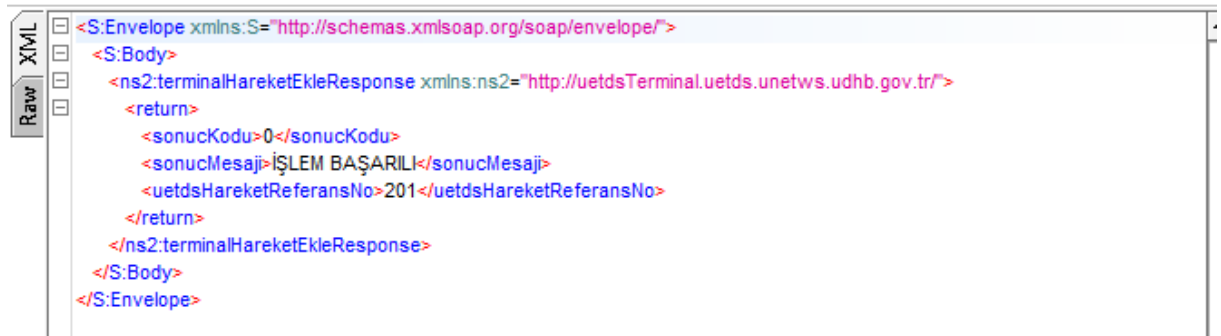 XML
Raw
<S:Envelope xmlns:S="http://schemas.xmlsoap.org/soap/envelope/">
<S:Body>
<ns2:terminalHareketEkleResponse xmlns:ns2="http://uetdsTerminal.uetds.unetws.udhb.gov.tr/">
<return>
<sonucKodu>0</sonucKodu>
<sonucMesaji>İŞLEM BAŞARILI</sonucMesaji>
<uetdsHareketReferansNo>201</uetdsHareketReferansNo>
</return>
</ns2:terminalHareketEkleResponse>
</S:Body>
</S:Envelope>